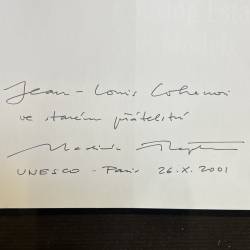 Jean-Louis Cohenovi
ve starém přátelství
UNESCO - Paris 26.X.2001